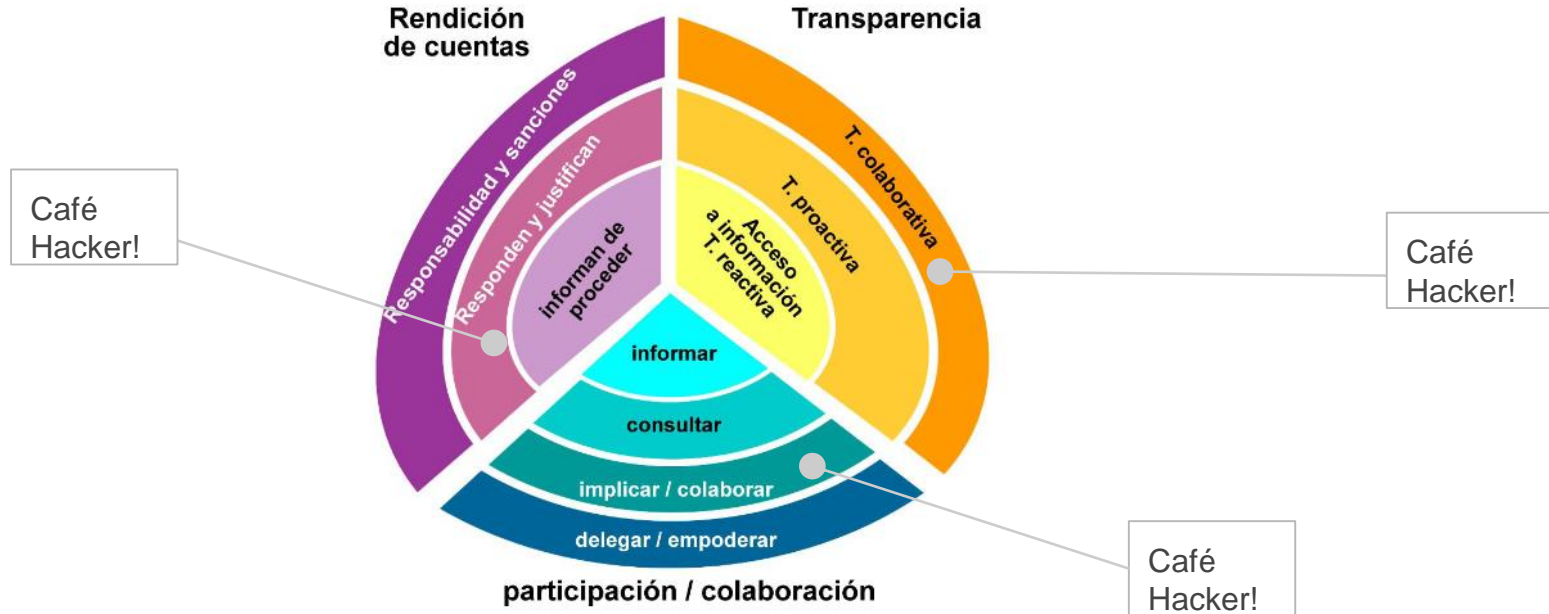 Rendición
de cuentas
Transparencia
Responsabilidad y sanciones
Responden y justifican
informan de
proceder
Acceso
a información
T. reactiva
T. proactiva
T. colaborativa
Café
Hacker!
Café
Hacker!
informar
consultar
implicar / colaborar
delegar / empoderar
Café
Hacker!
participación / colaboración